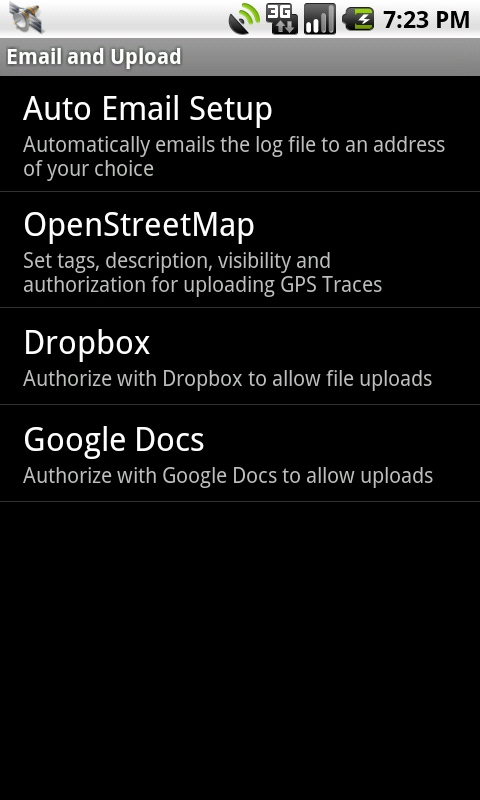 3G 7:23 PM
Email and Upload
Auto Email Setup
Automatically emails the log file to an address
of your choice
OpenStreetMap
Set tags, description, visibility and
authorization for uploading GPS Traces
Dropbox
Authorize with Dropbox to allow file uploads
Google Docs
Authorize with Google Docs to allow uploads